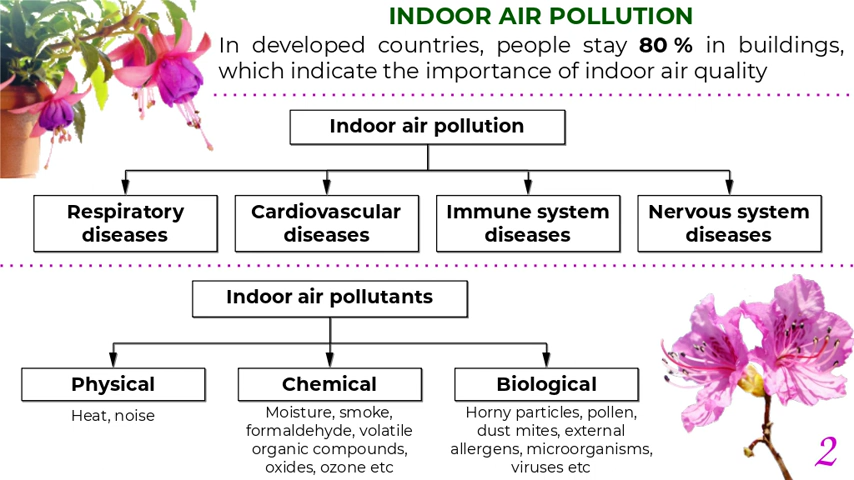 INDOOR AIR POLLUTION
In developed countries, people stay 80 % in buildings,
which indicate the importance of indoor air quality
Indoor air pollution
Respiratory
diseases
Cardiovascular
diseases
Immune system
diseases
Nervous system
diseases
Indoor air pollutants
Physical
Heat, noise
Chemical
Moisture, smoke,
formaldehyde, volatile
organic compounds,
oxides, ozone etc
Biological
Horny particles, pollen,
dust mites, external
allergens, microorganisms,
viruses etc
2